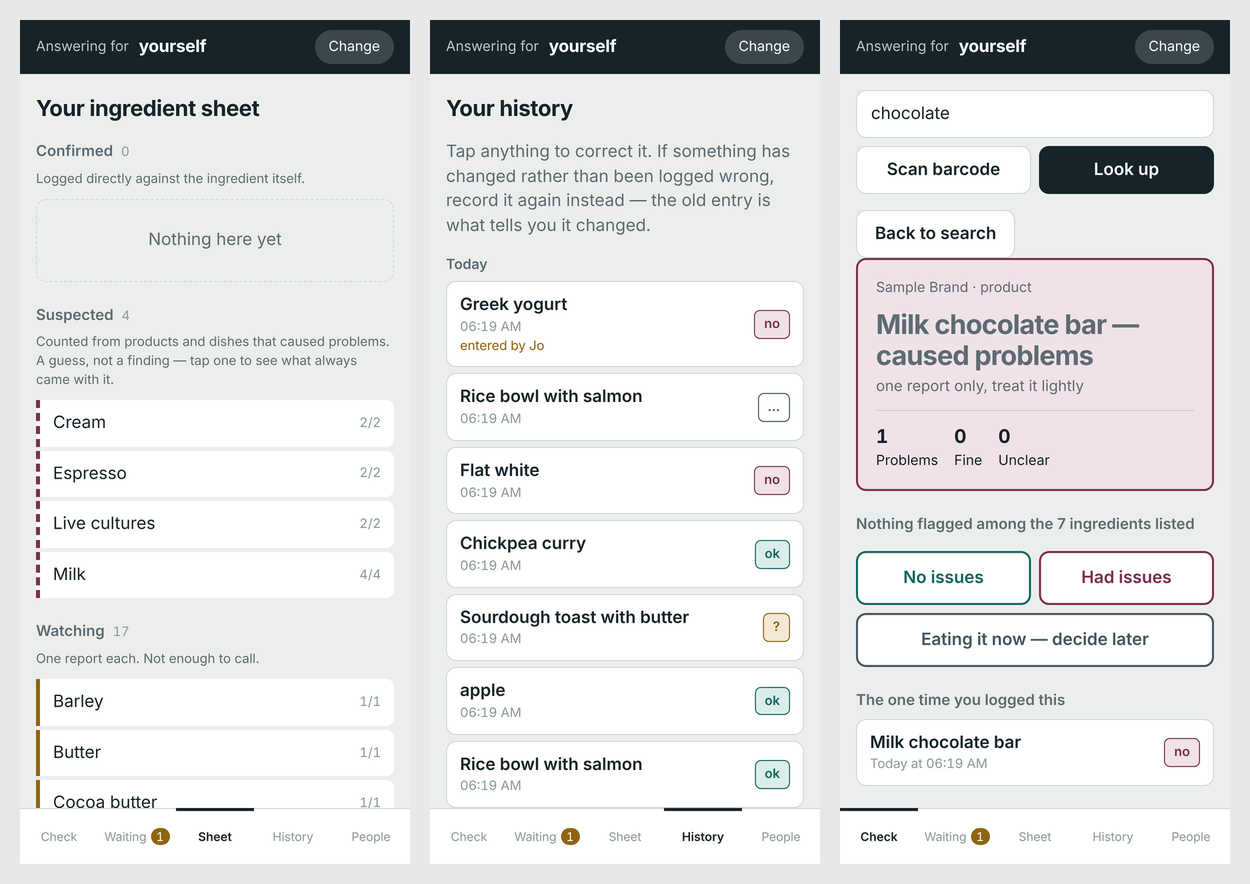 Answering for yourself
Change
Your ingredient sheet
Confirmed 0
Logged directly against the ingredient itself.
Nothing here yet
Suspected 4
Counted from products and dishes that caused problems.
A guess, not a finding — tap one to see what always
came with it.
Cream 2/2
Espresso 2/2
Live cultures 2/2
Milk 4/4
Watching 17
One report each. Not enough to call.
Barley 1/1
Butter 1/1
Cocoa butter 1/1
Check
Waiting 1
Sheet
History
People
Answering for yourself
Change
Your history
Tap anything to correct it. If something has
changed rather than been logged wrong,
record it again instead — the old entry is
what tells you it changed.
Today
Greek yogurt
06:19 AM
entered by Jo
no
Rice bowl with salmon
06:19 AM
...
Flat white
06:19 AM
no
Chickpea curry
06:19 AM
ok
Sourdough toast with butter
06:19 AM
?
apple
06:19 AM
ok
Rice bowl with salmon
06:19 AM
ok
Check
Waiting 1
Sheet
History
People
Answering for yourself
Change
chocolate
Scan barcode
Look up
Back to search
Sample Brand · product
Milk chocolate bar —
caused problems
one report only, treat it lightly
1 0 0
Problems Fine Unclear
Nothing flagged among the 7 ingredients listed
No issues
Had issues
Eating it now — decide later
The one time you logged this
Milk chocolate bar
Today at 06:19 AM
no
Check
Waiting 1
Sheet
History
People